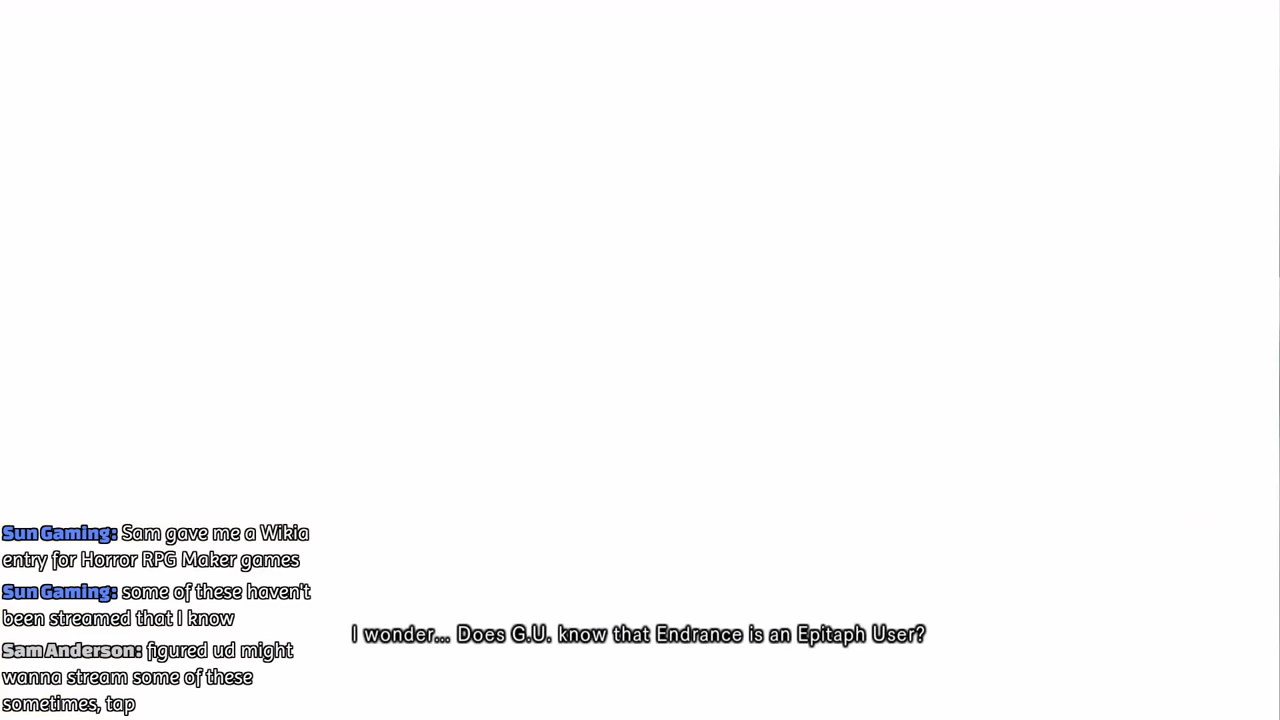 Sun Gaming: Sam gave me a Wikia
entry for Horror RPG Maker games
Sun Gaming: some of these haven't
been streamed that I know
I wonder... Does G.U. know that Endrance is an Epitaph User?
Sam Anderson: figured ud might
wanna stream some of these
sometimes, tap